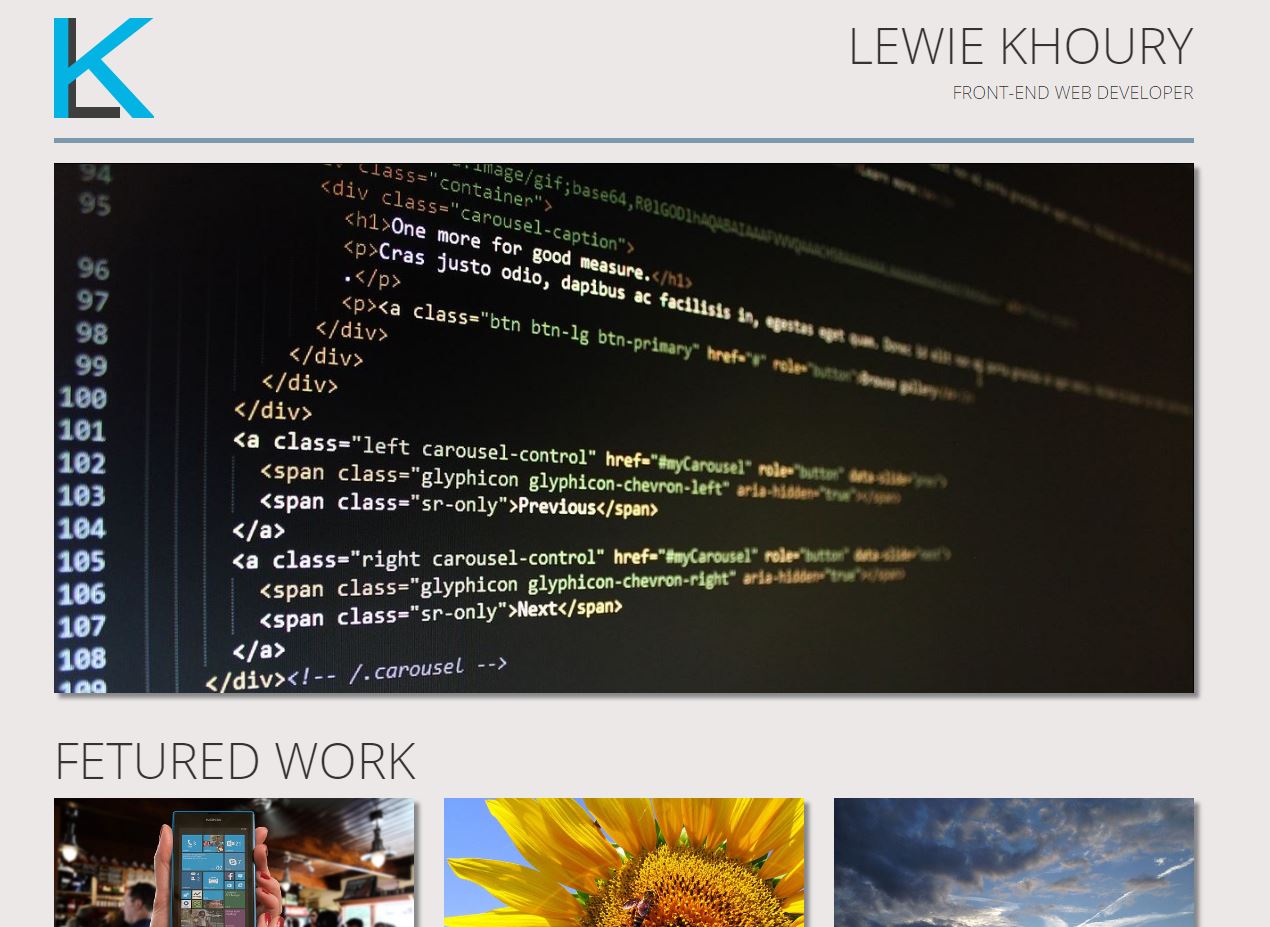 KL
LEWIE KHOURY
FRONT-END WEB DEVELOPER
94
image/gif;base64,
95 class="container">
<div class="carousel-caption">
<h1>One more for good measure.</h1>
96 <p>Cras justo odio, dapibus ac facilisis in, egestas eget quam.
.</p>
97 <p><a class="btn btn-lg btn-primary" href="#" role="button">Browse gallery
98 </div>
99 </div>
100 </div>
101 </div>
102 <a class="left carousel-control" href="#myCarousel" role="button" data-slide="prev">
103 <span class="glyphicon glyphicon-chevron-left" aria-hidden="true"></span>
104 <span class="sr-only">Previous</span>
105 </a>
106 <a class="right carousel-control" href="#myCarousel" role="button" data-slide="next">
107 <span class="glyphicon glyphicon-chevron-right" aria-hidden="true"></span>
108 <span class="sr-only">Next</span>
109 </a>
</div><!-- /.carousel -->
FETURED WORK